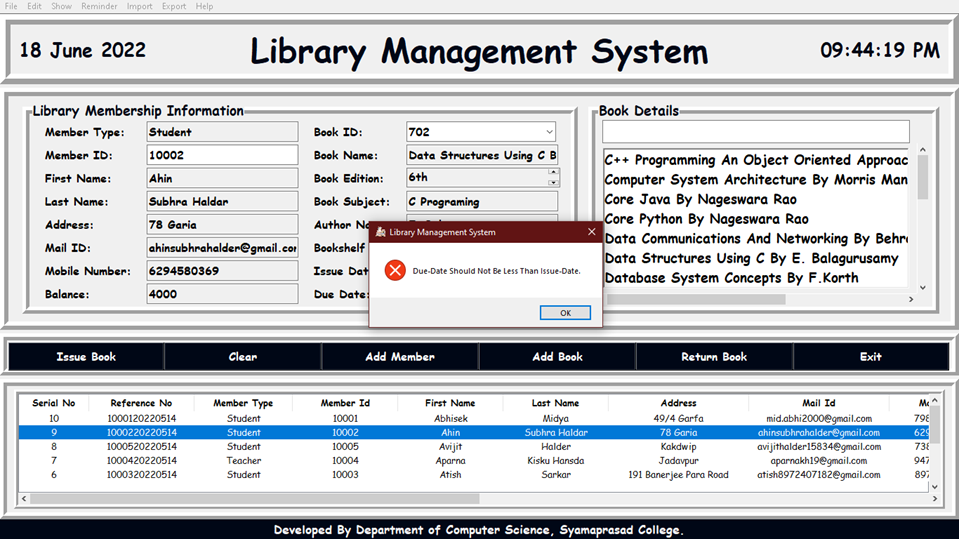 File Edit Show Reminder Import Export Help
18 June 2022 Library Management System 09:44:19 PM
Library Membership Information
Member Type: Student
Member ID: 10002
First Name: Ahin
Last Name: Subhra Haldar
Address: 78 Garia
Mail ID: ahinsubhrahalder@gmail.com
Mobile Number: 6294580369
Balance: 4000
Book ID: 702
Book Name: Data Structures Using C B
Book Edition: 6th
Book Subject: C Programing
Author
Bookshelf
Issue
Due Date:
Book Details
C++ Programming An Object Oriented Approac
Computer System Architecture By Morris Man
Core Java By Nageswara Rao
Core Python By Nageswara Rao
Data Communications And Networking By Behr
Data Structures Using C By E. Balagurusamy
Database System Concepts By F.Korth
Library Management System
Due-Date Should Not Be Less Than Issue-Date.
OK
Issue Book Clear Add Member Add Book Return Book Exit
Serial No Reference No Member Type Member Id First Name Last Name Address Mail Id
10 1000120220514 Student 10001 Abhisek Midya 49/4 Garfa mid.abhi2000@gmail.com 798
9 1000220220514 Student 10002 Ahin Subhra Haldar 78 Garia ahinsubhrahalder@gmail.com 629
8 1000520220514 Student 10005 Avijit Halder Kakdwip avijithalder15834@gmail.com 738
7 1000420220514 Teacher 10004 Aparna Kisku Hansda Jadavpur aparnakh19@gmail.com 947
6 1000320220514 Student 10003 Atish Sarkar 191 Banerjee Para Road atish8972407182@gmail.com 897
Developed By Department of Computer Science, Syamaprasad College.